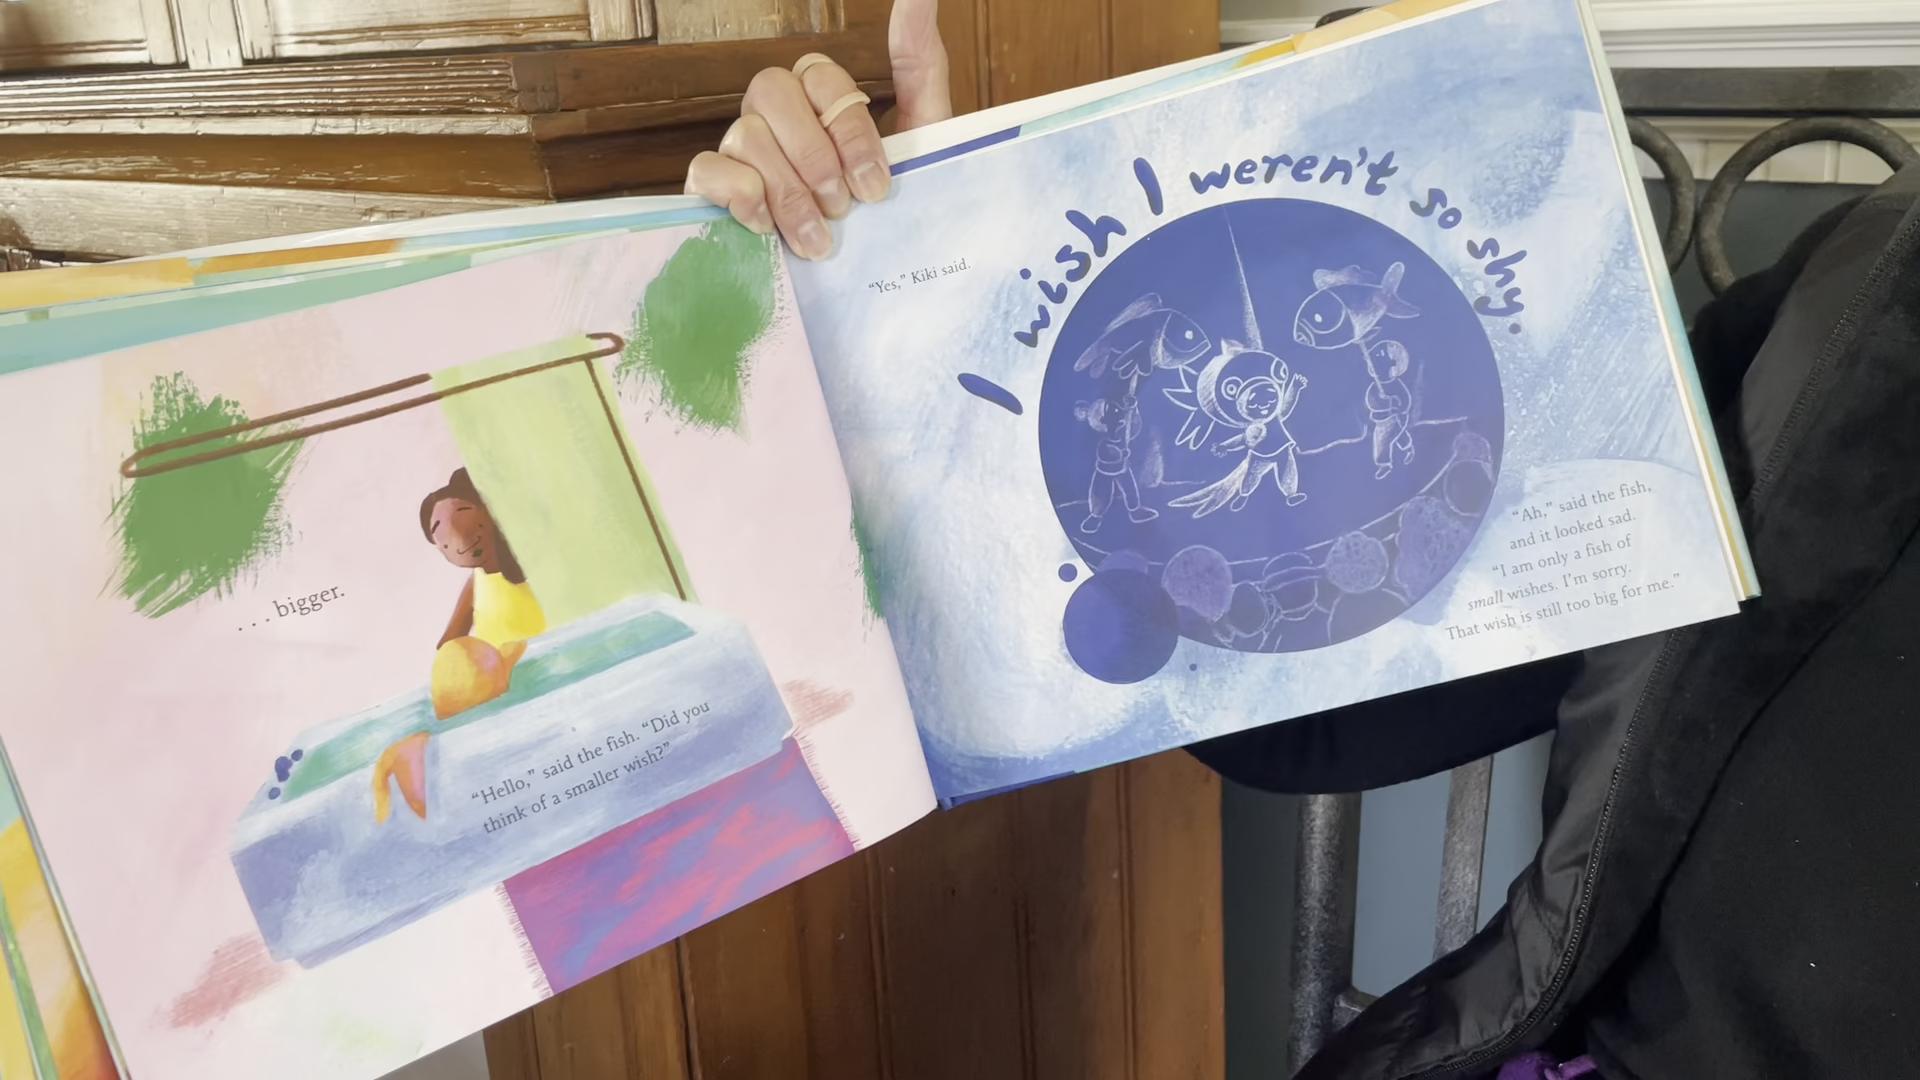 . . . bigger.
“Hello,” said the fish. “Did you
think of a smaller wish?”
“Yes,” Kiki said.
I wish I weren't so shy.
“Ah,” said the fish,
and it looked sad.
“I am only a fish of
small wishes. I’m sorry.
That wish is still too big for me.”